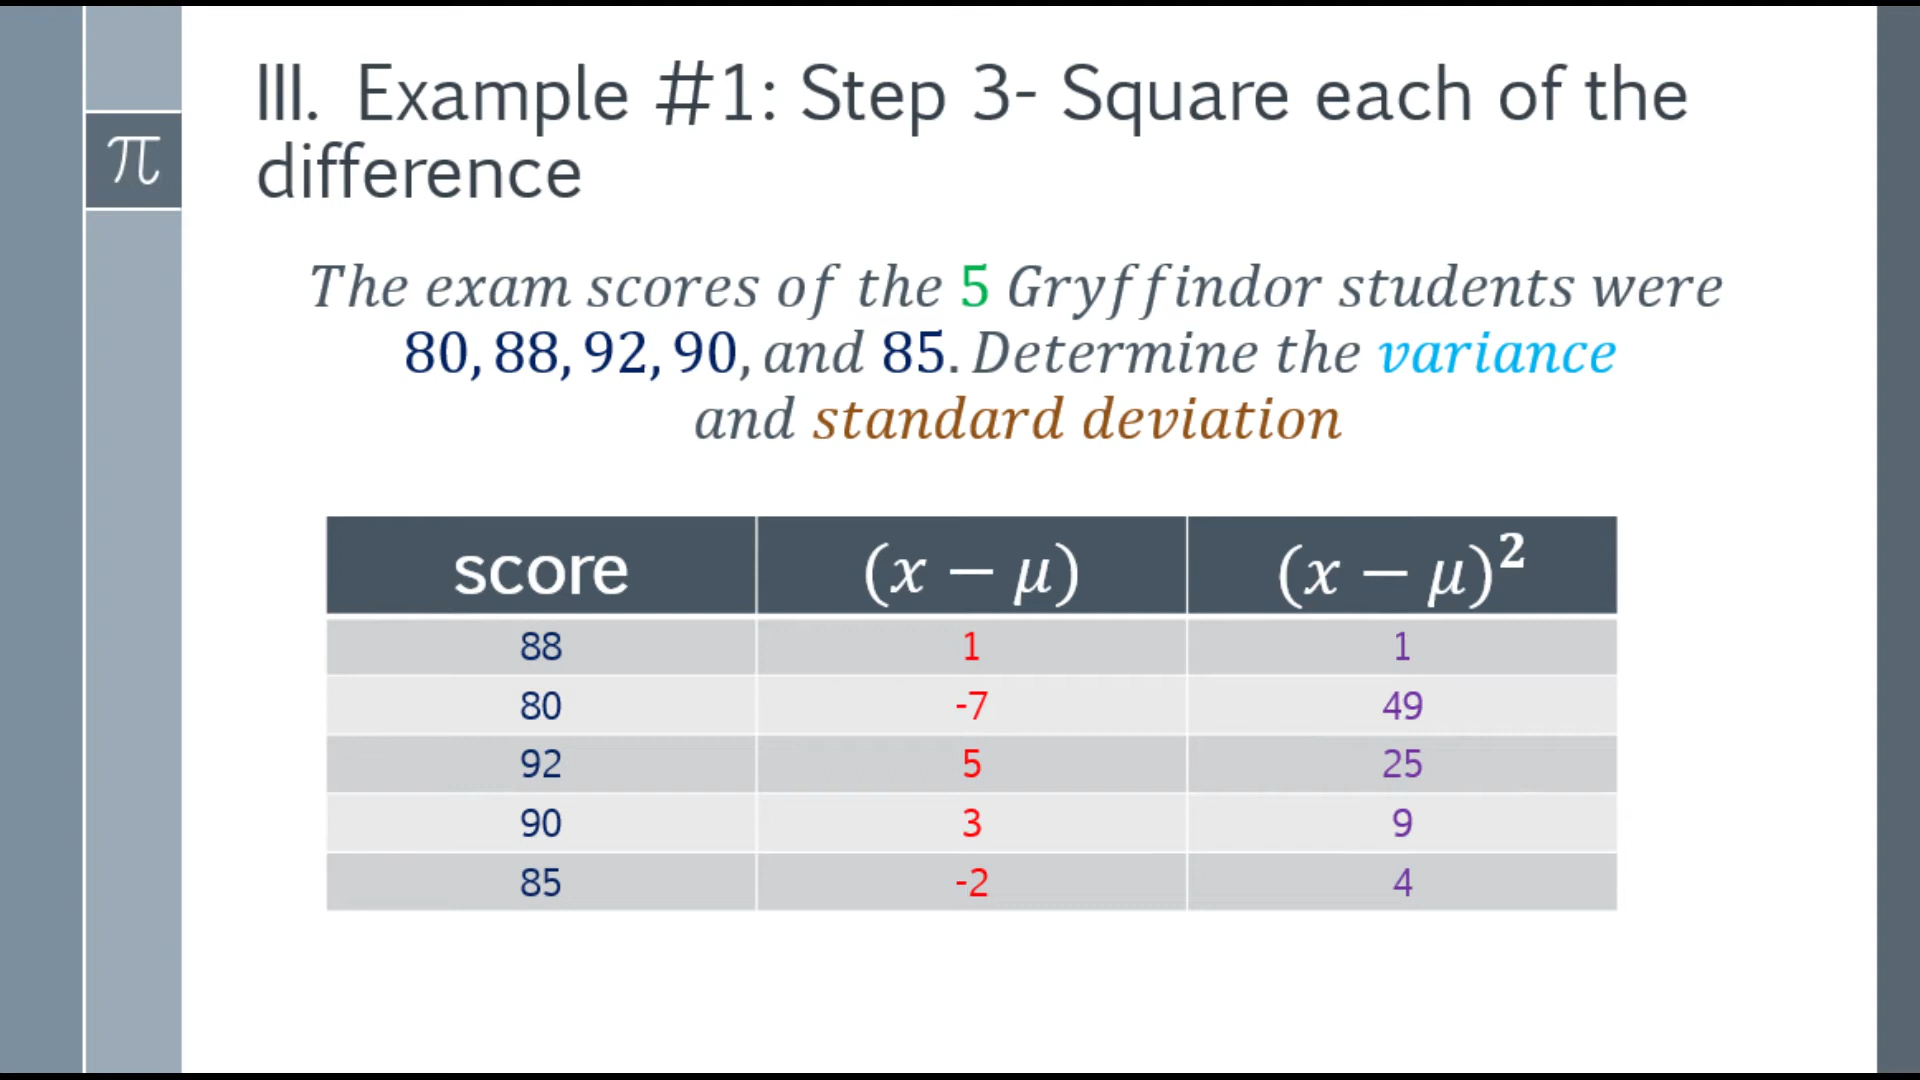 III. Example #1: Step 3- Square each of the
difference
π
The exam scores of the 5 Gryffindor students were
80, 88, 92, 90, and 85. Determine the variance
and standard deviation
score (x − μ) (x − μ)²
88 1 1
80 -7 49
92 5 25
90 3 9
85 -2 4